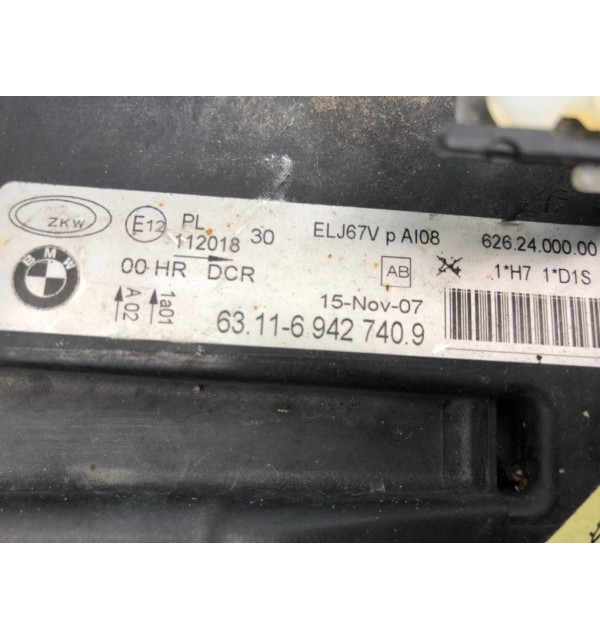 ZKW E12 PL 30 ELJ67V p AI08 626.24.000.00
112018
BMW 00 HR DCR AB 1*H7 1*D1S
A 02 1a01 15-Nov-07
63.11-6 942 740.9